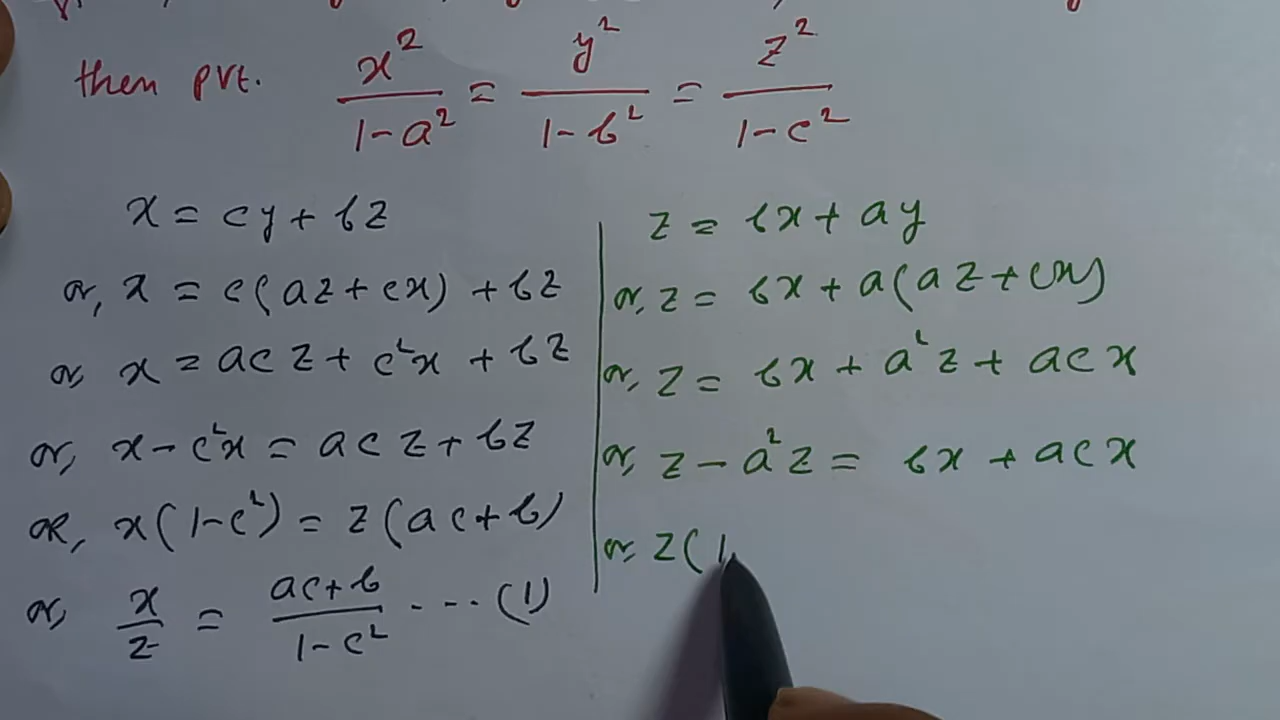 then prt. x²/1-a² = y²/1-b² = z²/1-c²
x = cy + bz
or, x = c(az + cx) + bz
or, x = acz + c²x + bz
or, x - c²x = acz + bz
or, x(1-c²) = z(ac+b)
or, x/z = ac+b/1-c² ---- (1)
z = bx + ay
or, z = bx + a(az + cx)
or, z = bx + a²z + acx
or, z - a²z = bx + acx
or, z(1